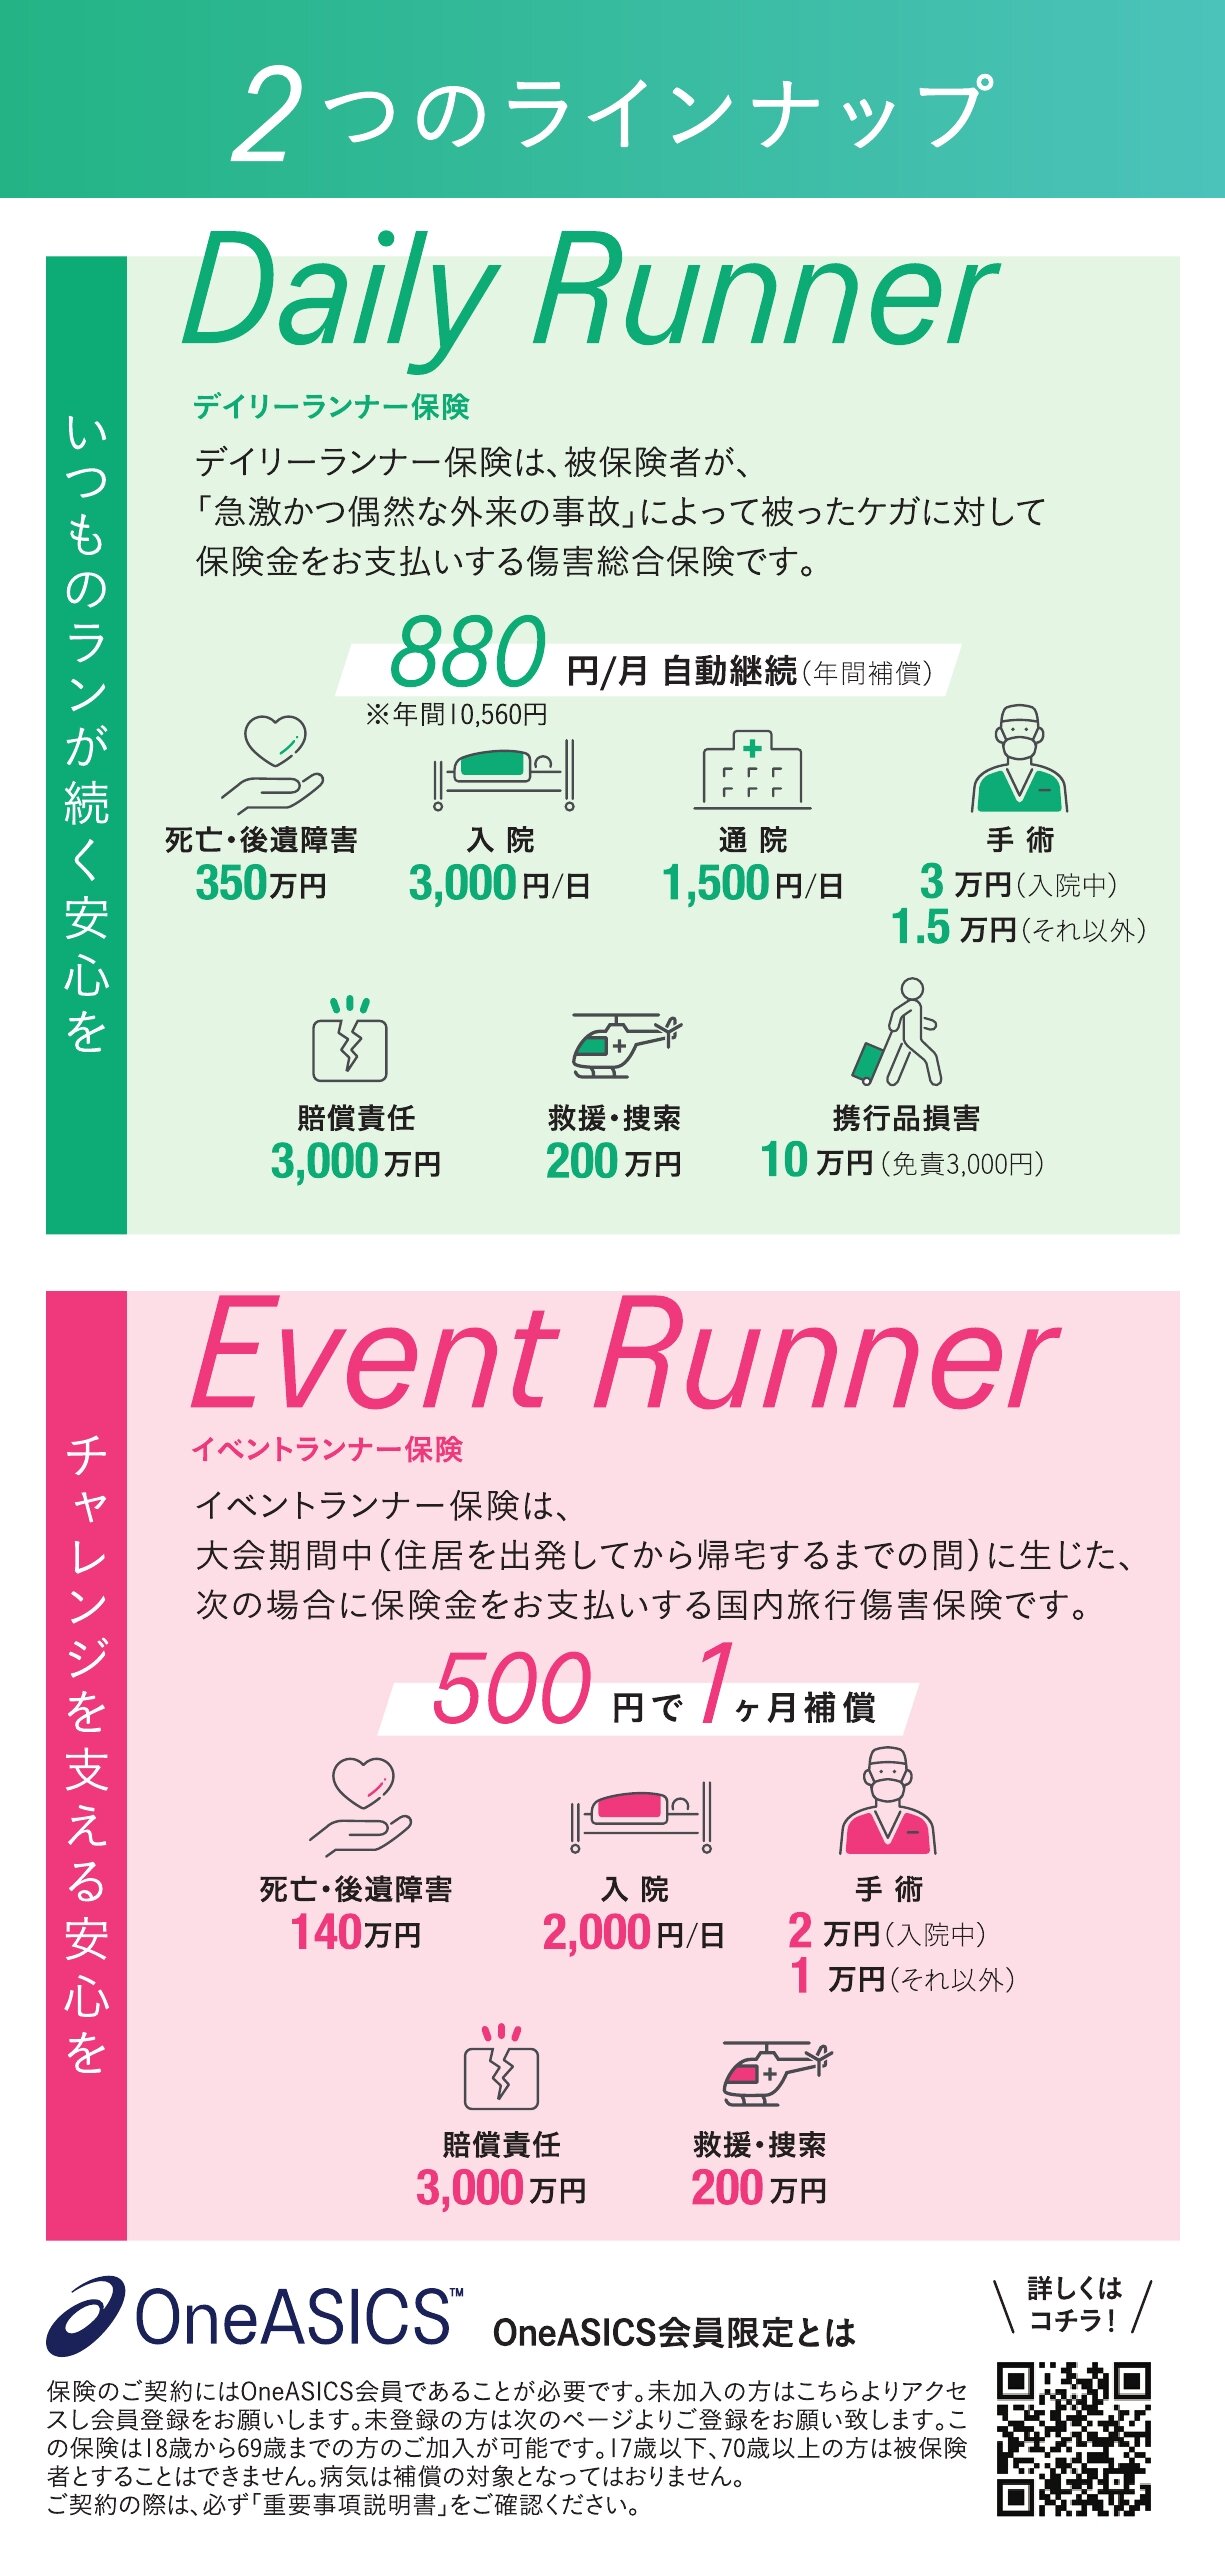 2つのラインナップ
Daily Runner
いつものランが続く安心を
デイリーランナー保険
デイリーランナー保険は、被保険者が、
「急激かつ偶然な外来の事故」によって被ったケガに対して
保険金をお支払いする傷害総合保険です。
880円/月 自動継続（年間補償）
※年間10,560円
死亡・後遺障害
350万円
入院
3,000円/日
通院
1,500円/日
手術
3万円（入院中）
1.5万円（それ以外）
賠償責任
3,000万円
救援・捜索
200万円
携行品損害
10万円（免責3,000円）
Event Runner
チャレンジを支える安心を
イベントランナー保険
イベントランナー保険は、
大会期間中（住居を出発してから帰宅するまでの間）に生じた、
次の場合に保険金をお支払いする国内旅行傷害保険です。
500円で1ヶ月補償
死亡・後遺障害
140万円
入院
2,000円/日
手術
2万円（入院中）
1万円（それ以外）
賠償責任
3,000万円
救援・捜索
200万円
OneASICS™
OneASICS会員限定とは
詳しくは
コチラ！
保険のご契約にはOneASICS会員であることが必要です。未加入の方はこちらよりアクセ
スし会員登録をお願いします。未登録の方は次のページよりご登録をお願い致します。こ
の保険は18歳から69歳までの方のご加入が可能です。17歳以下、70歳以上の方は被保険
者とすることはできません。病気は補償の対象となってはおりません。
ご契約の際は、必ず「重要事項説明書」をご確認ください。